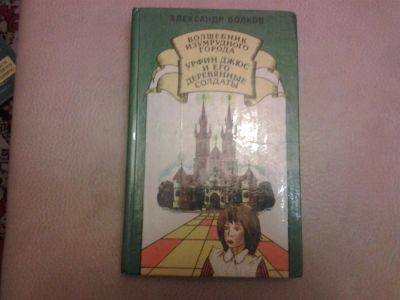 АЛЕКСАНДР ВОЛКОВ
ВОЛШЕБНИК
ИЗУМРУДНОГО
ГОРОДА
УРФИН ДЖЮС
И ЕГО
ДЕРЕВЯННЫЕ
СОЛДАТЫ